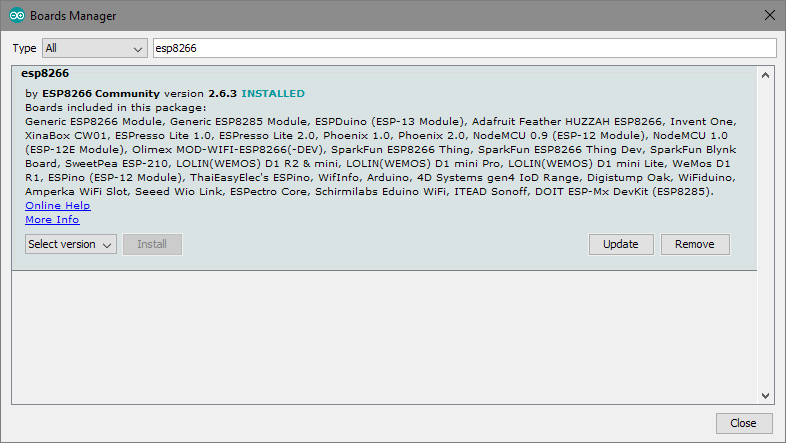 Boards Manager
Type All esp8266
esp8266
by ESP8266 Community version 2.6.3 INSTALLED
Boards included in this package:
Generic ESP8266 Module, Generic ESP8285 Module, ESPDuino (ESP-13 Module), Adafruit Feather HUZZAH ESP8266, Invent One,
XinaBox CW01, ESPresso Lite 1.0, ESPresso Lite 2.0, Phoenix 1.0, Phoenix 2.0, NodeMCU 0.9 (ESP-12 Module), NodeMCU 1.0
(ESP-12E Module), Olimex MOD-WIFI-ESP8266(-DEV), SparkFun ESP8266 Thing, SparkFun ESP8266 Thing Dev, SparkFun Blynk
Board, SweetPea ESP-210, LOLIN(WEMOS) D1 R2 & mini, LOLIN(WEMOS) D1 mini Pro, LOLIN(WEMOS) D1 mini Lite, WeMos D1
R1, ESPino (ESP-12 Module), ThaiEasyElec's ESPino, WifInfo, Arduino, 4D Systems gen4 IoD Range, Digistump Oak, WiFiduino,
Amperka WiFi Slot, Seeed Wio Link, ESPectro Core, Schirmilabs Eduino WiFi, ITEAD Sonoff, DOIT ESP-Mx DevKit (ESP8285).
Online Help
More Info
Select version Install Update Remove
Close